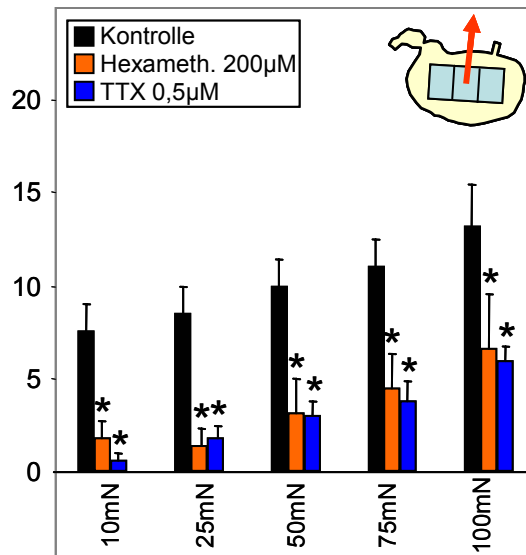 Kontrolle
Hexameth. 200µM
TTX 0,5µM
20
15
10
5
0
* * * * * * * * * *
10mN
25mN
50mN
75mN
100mN